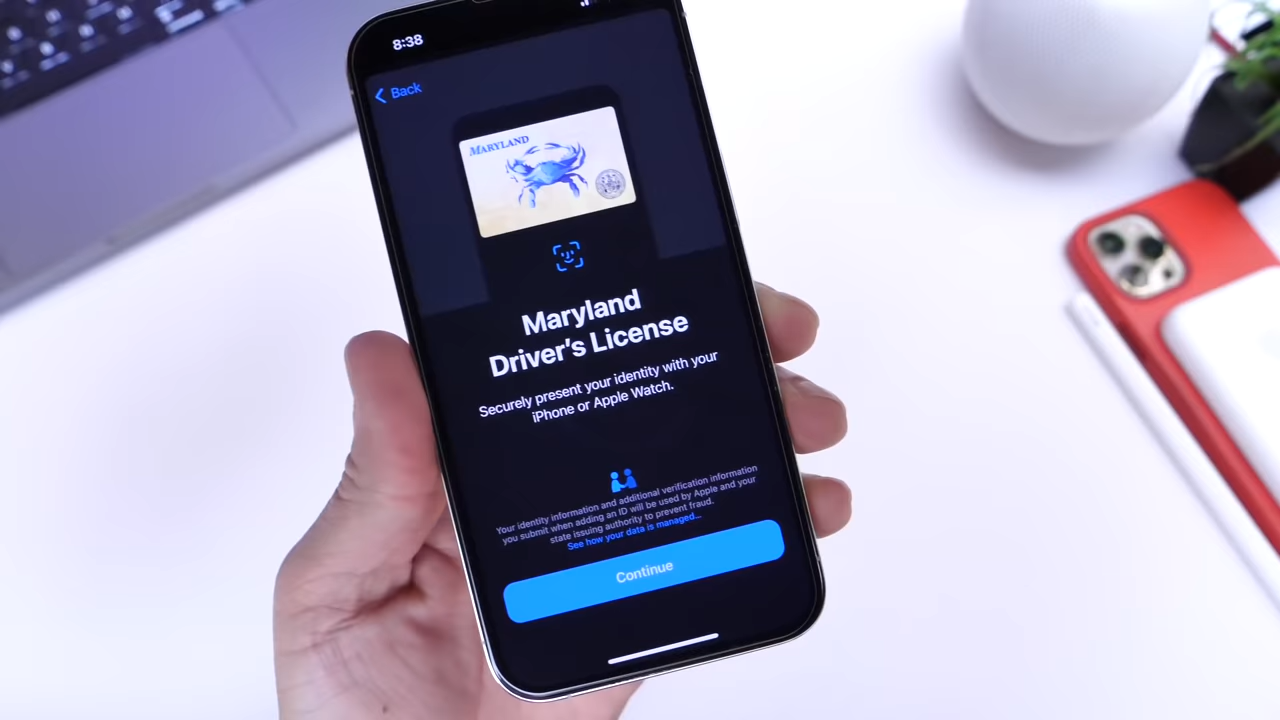 8:38
Back
MARYLAND
Maryland
Driver's License
Securely present your identity with your
iPhone or Apple Watch.
Your identity information and additional verification information
you submit when adding an ID will be used by Apple and your
state issuing authority to prevent fraud.
See how your data is managed...
Continue